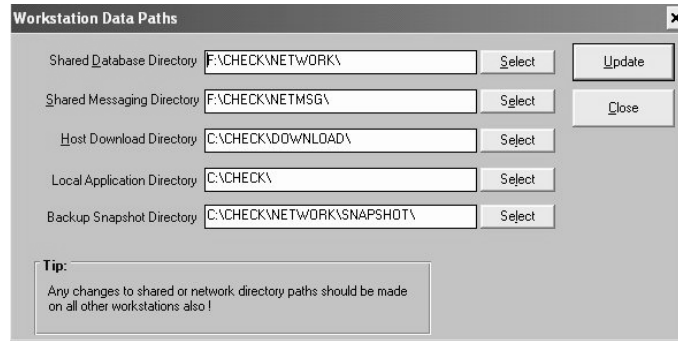 Workstation Data Paths
Shared Database Directory F:\CHECK\NETWORK\ Select Update
Shared Messaging Directory F:\CHECK\NETMSG\ Select Close
Host Download Directory C:\CHECK\DOWNLOAD\ Select
Local Application Directory C:\CHECK\ Select
Backup Snapshot Directory C:\CHECK\NETWORK\SNAPSHOT\ Select
Tip:
Any changes to shared or network directory paths should be made
on all other workstations also !